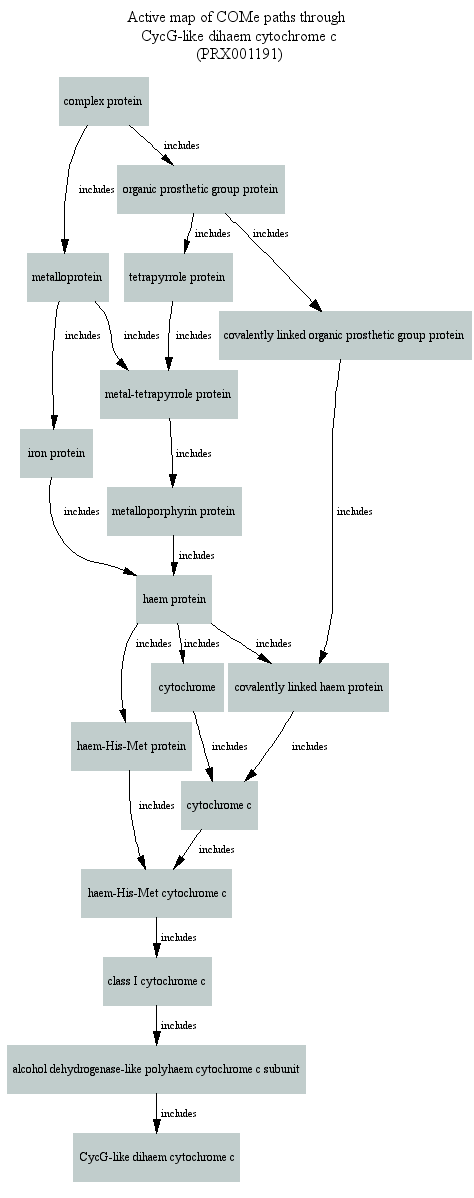 Active map of COMe paths through
CycG-like dihaem cytochrome c
(PRX001191)
complex protein
includes
includes
organic prosthetic group protein
includes
includes
metalloprotein
tetrapyrrole protein
covalently linked organic prosthetic group protein
includes
includes
includes
metal-tetrapyrrole protein
iron protein
includes
metalloporphyrin protein
includes
includes
includes
haem protein
includes
includes
includes
cytochrome
covalently linked haem protein
haem-His-Met protein
includes
includes
cytochrome c
includes
includes
haem-His-Met cytochrome c
includes
class I cytochrome c
includes
alcohol dehydrogenase-like polyhaem cytochrome c subunit
includes
CycG-like dihaem cytochrome c